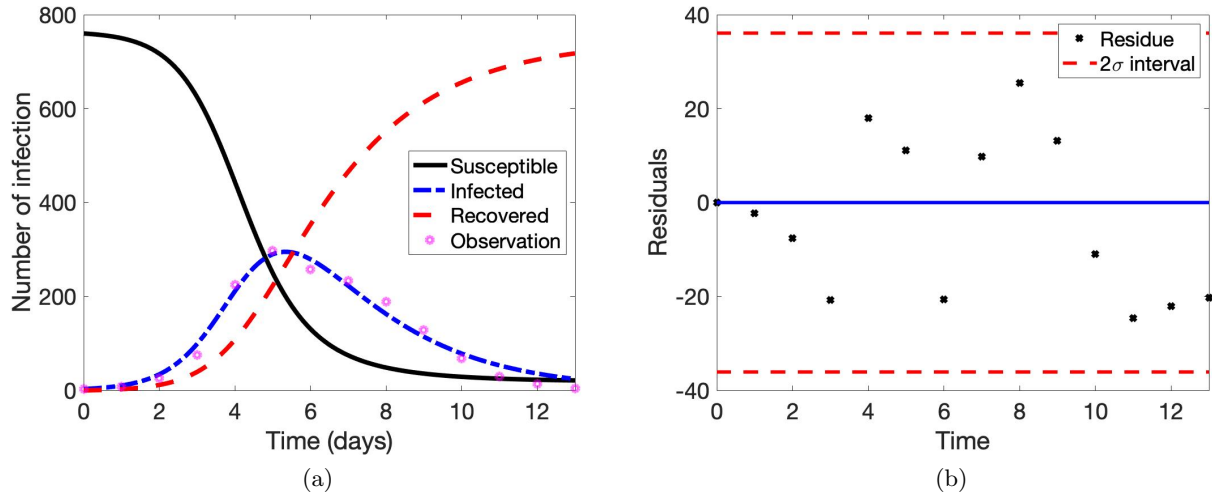 800
600
400
200
0
Number of infection
0 2 4 6 8 10 12
Time (days)
Susceptible
Infected
Recovered
Observation
(a)
40
20
0
-20
-40
Residuals
0 2 4 6 8 10 12
Time
Residue
2σ interval
(b)